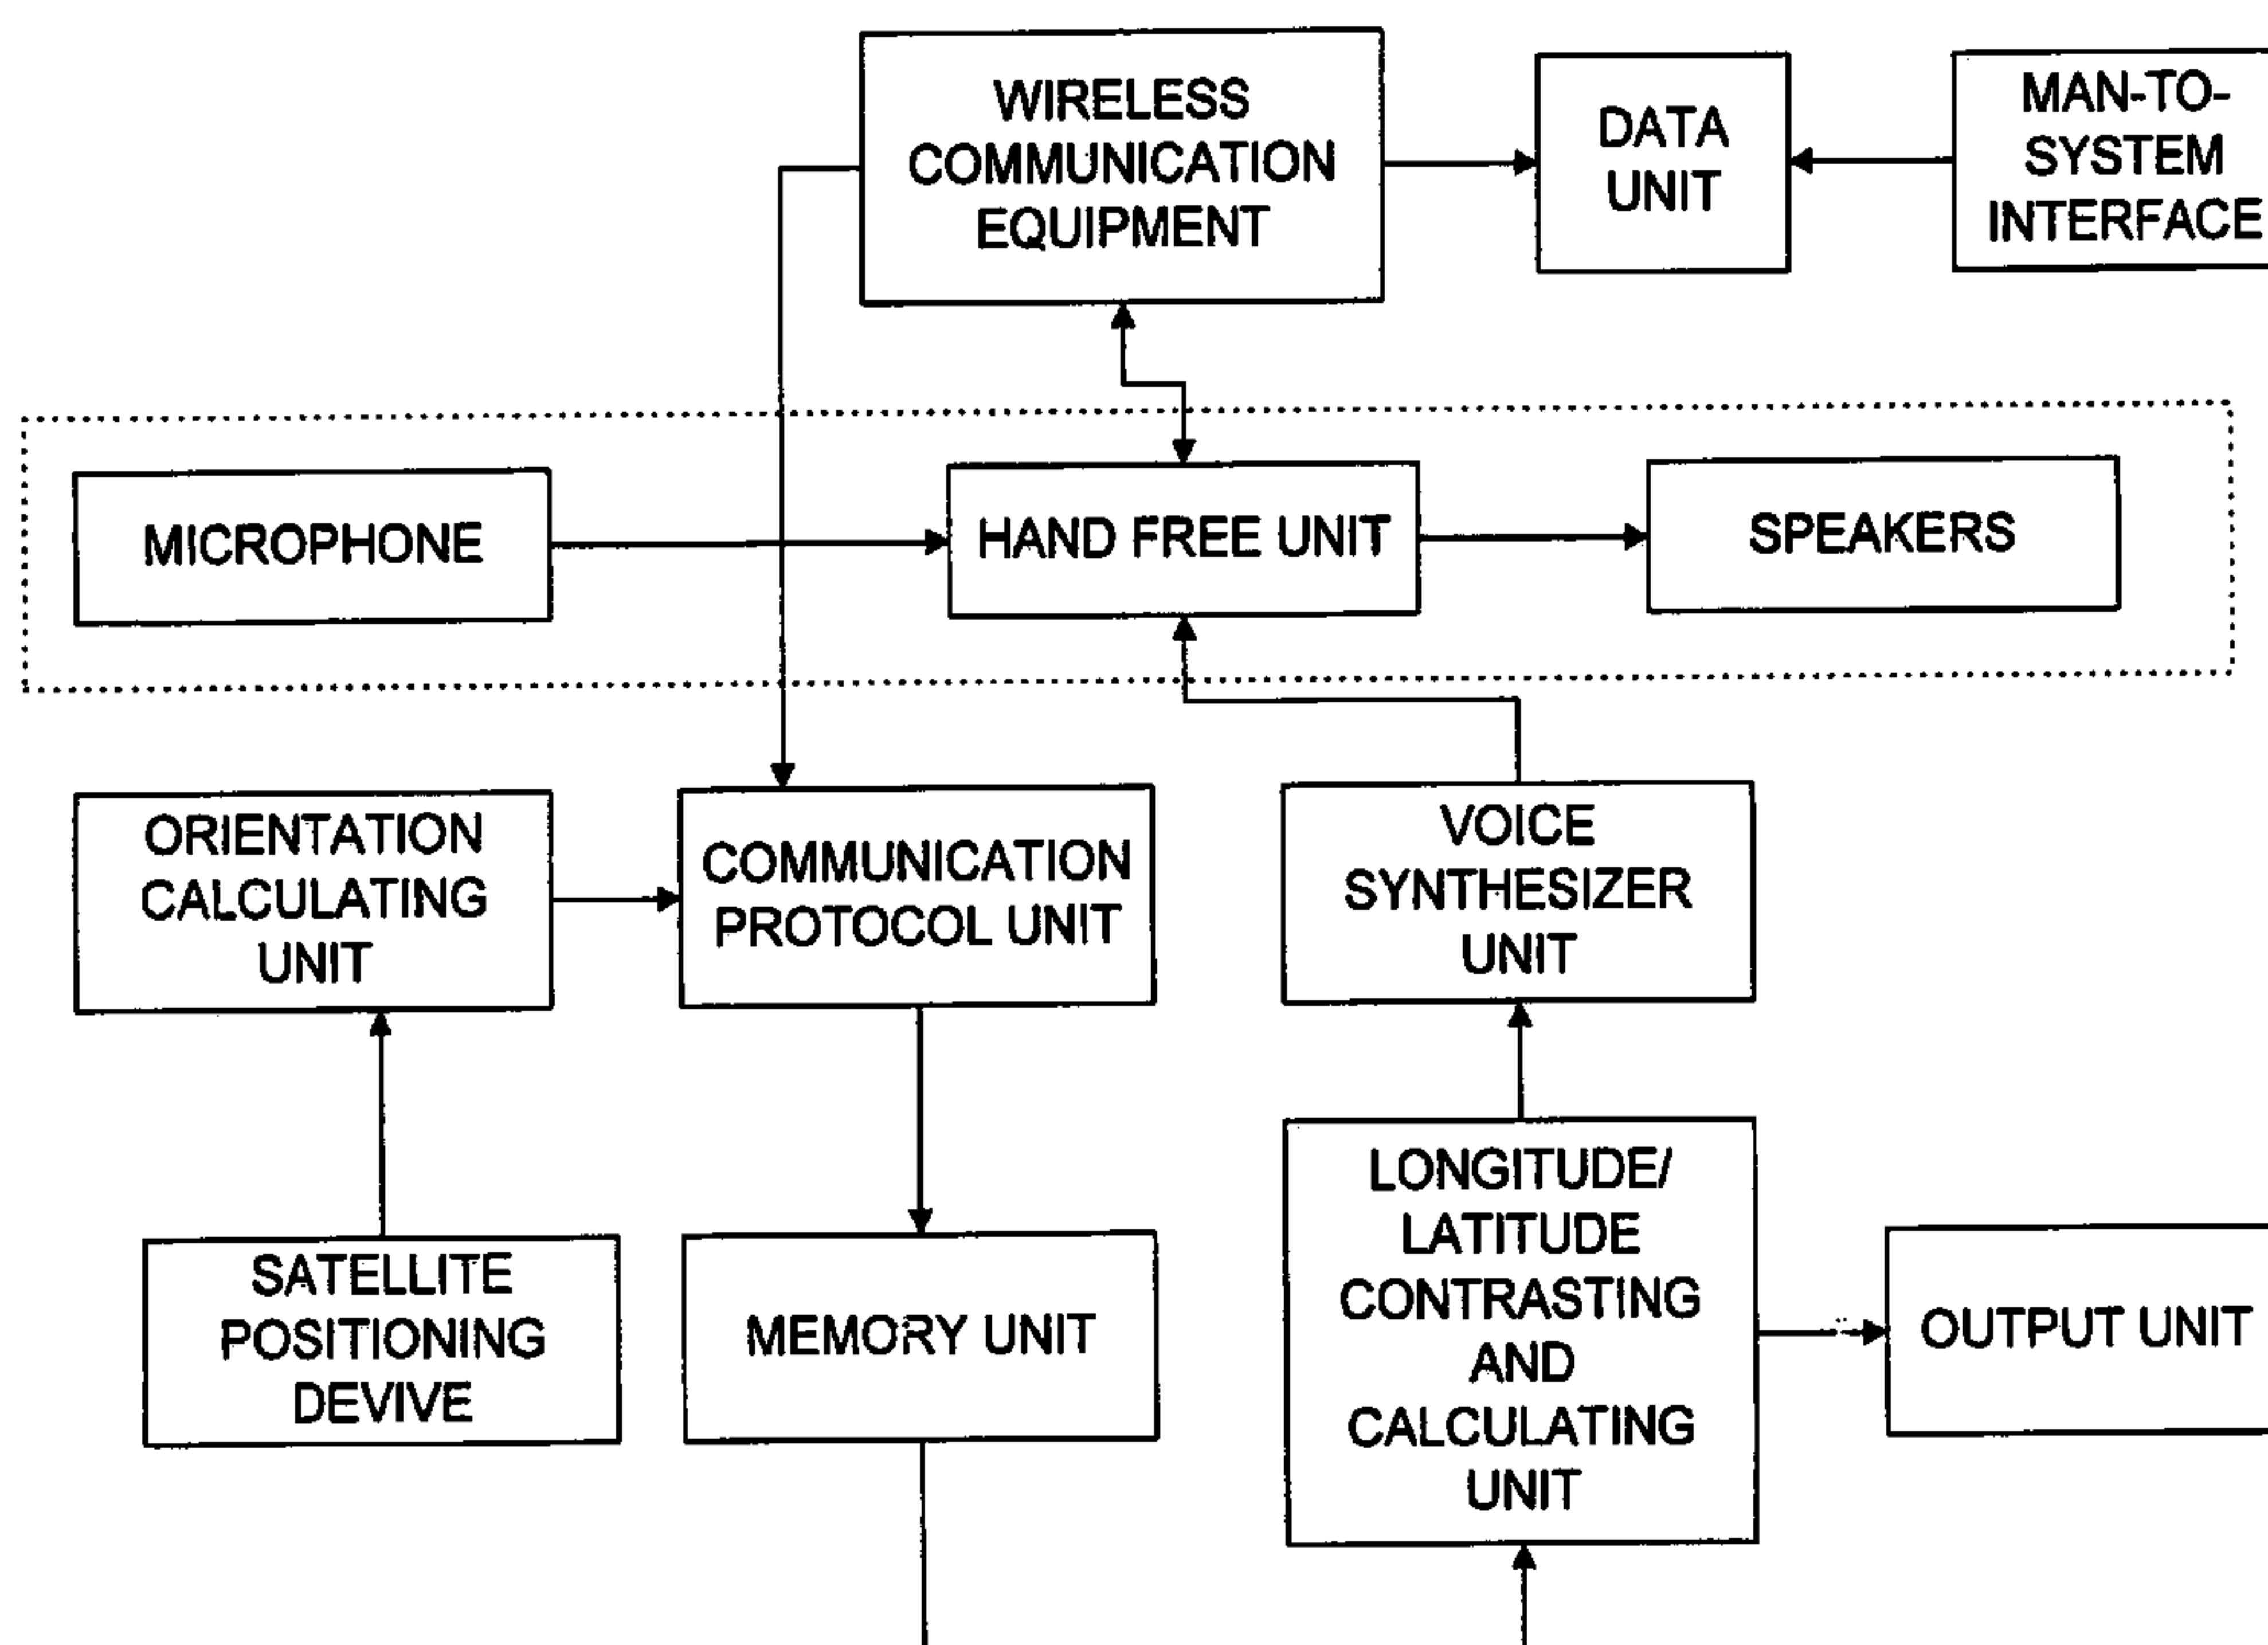 WIRELESS
COMMUNICATION
EQUIPMENT
DATA
UNIT
MAN-TO-
SYSTEM
INTERFACE
MICROPHONE
HAND FREE UNIT
SPEAKERS
ORIENTATION
CALCULATING
UNIT
COMMUNICATION
PROTOCOL UNIT
VOICE
SYNTHESIZER
UNIT
SATELLITE
POSITIONING
DEVIVE
MEMORY UNIT
LONGITUDE/
LATITUDE
CONTRASTING
AND
CALCULATING
UNIT
OUTPUT UNIT